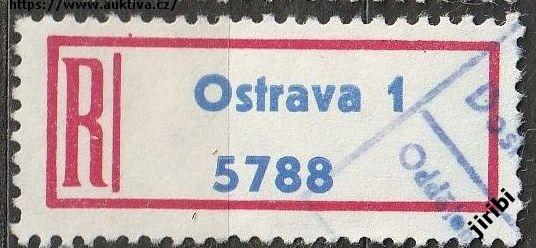 https://www.auktiva.cz/
R
Ostrava 1
5788
jiribi